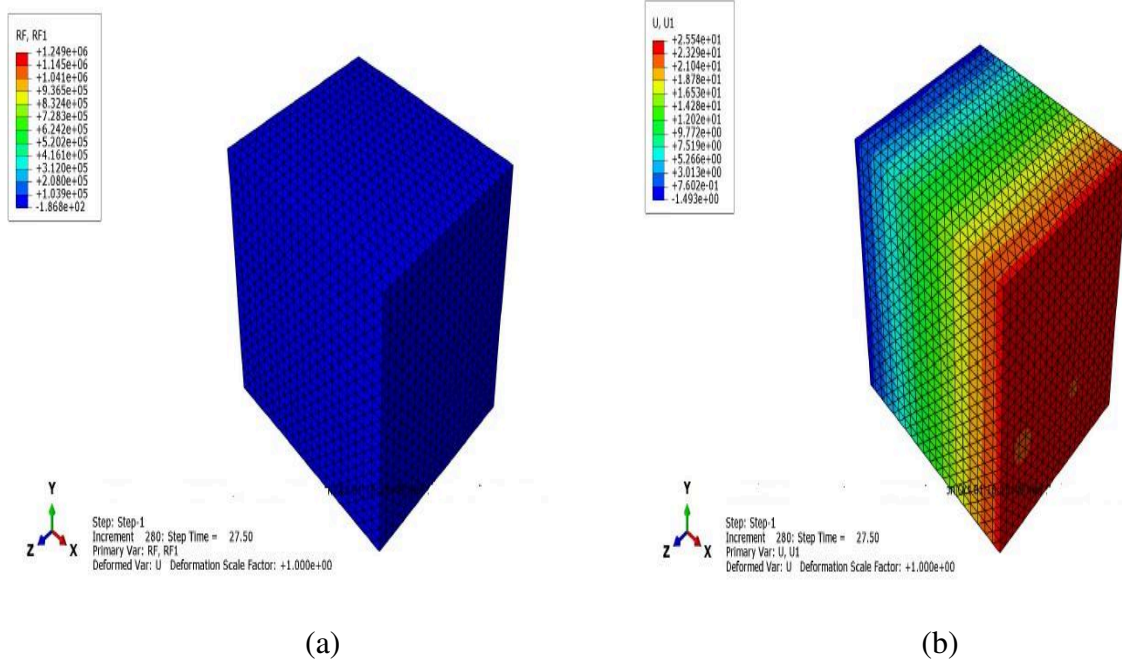 RF, RF1
+1.249e+06
+1.145e+06
+1.041e+06
+9.365e+05
+8.324e+05
+7.283e+05
+6.242e+05
+5.202e+05
+4.161e+05
+3.120e+05
+2.080e+05
+1.039e+05
-1.868e+02
Y
Z
X
Step: Step-1
Increment 280: Step Time = 27.50
Primary Var: RF, RF1
Deformed Var: U Deformation Scale Factor: +1.000e+00
(a)
U, U1
+2.554e+01
+2.329e+01
+2.104e+01
+1.878e+01
+1.653e+01
+1.428e+01
+1.202e+01
+9.772e+00
+7.519e+00
+5.266e+00
+3.013e+00
+7.602e-01
-1.493e+00
Y
Z
X
Step: Step-1
Increment 280: Step Time = 27.50
Primary Var: U, U1
Deformed Var: U Deformation Scale Factor: +1.000e+00
(b)